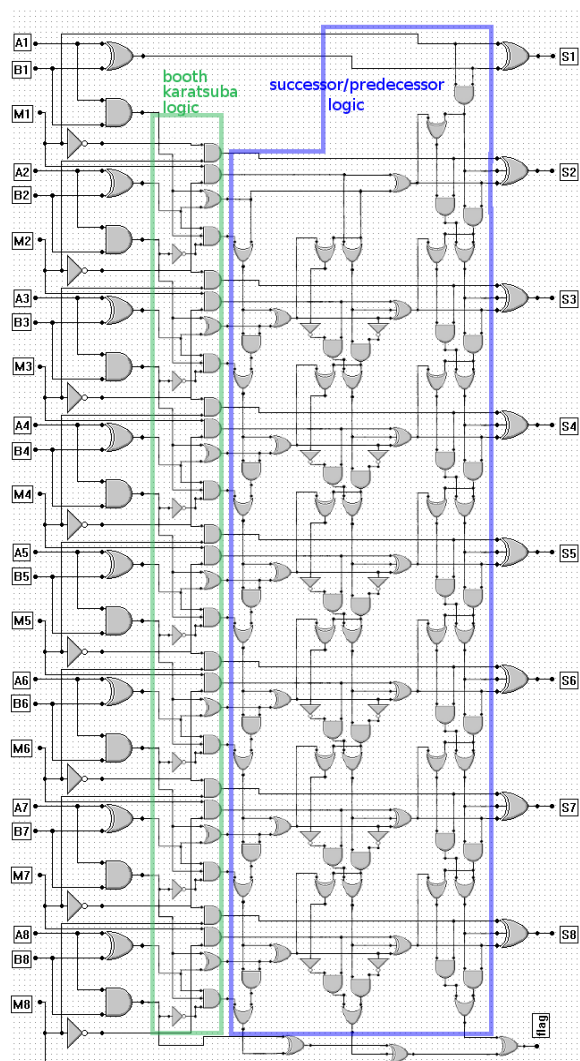 A1
B1
S1
booth
karatsuba
logic
successor/predecessor
logic
M1
A2
B2
S2
M2
A3
B3
S3
M3
A4
B4
S4
M4
A5
B5
S5
M5
A6
B6
S6
M6
A7
B7
S7
M7
A8
B8
S8
M8
flag